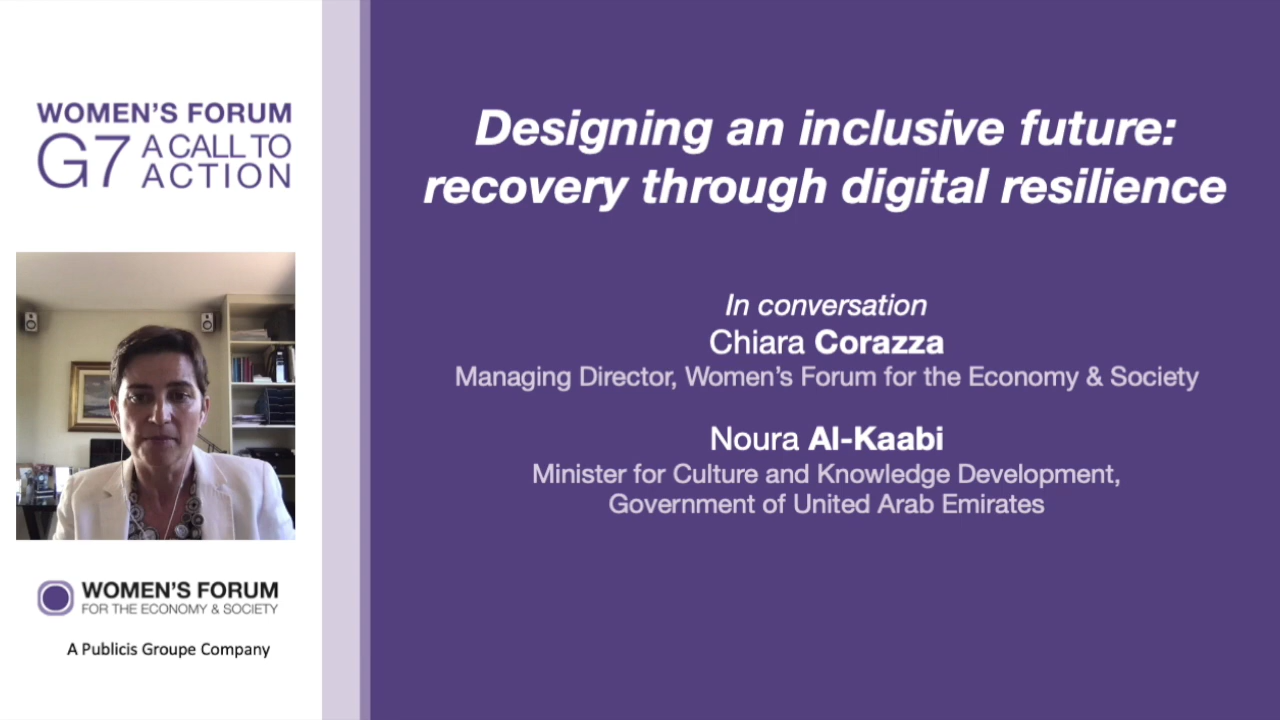 WOMEN'S FORUM
G7 A CALL TO
ACTION
WOMEN'S FORUM
FOR THE ECONOMY & SOCIETY
A Publicis Groupe Company
Designing an inclusive future:
recovery through digital resilience
In conversation
Chiara Corazza
Managing Director, Women's Forum for the Economy & Society
Noura Al-Kaabi
Minister for Culture and Knowledge Development,
Government of United Arab Emirates